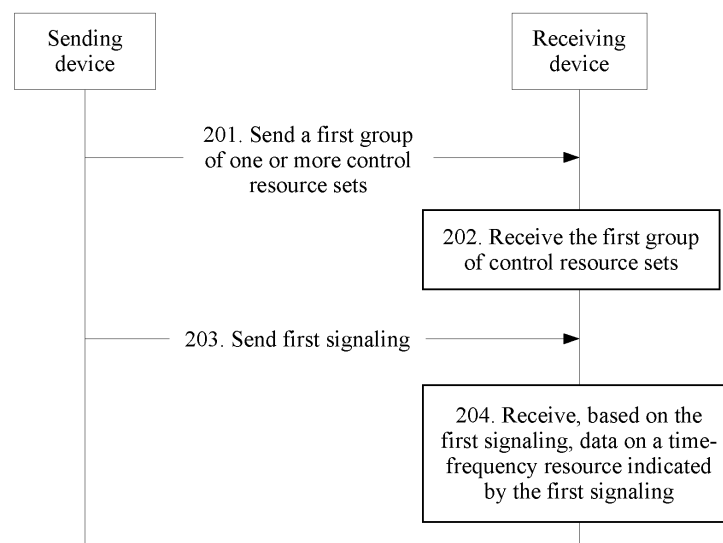 Sending
device
Receiving
device
201. Send a first group
of one or more control
resource sets
202. Receive the first group
of control resource sets
203. Send first signaling
204. Receive, based on the
first signaling, data on a time-
frequency resource indicated
by the first signaling